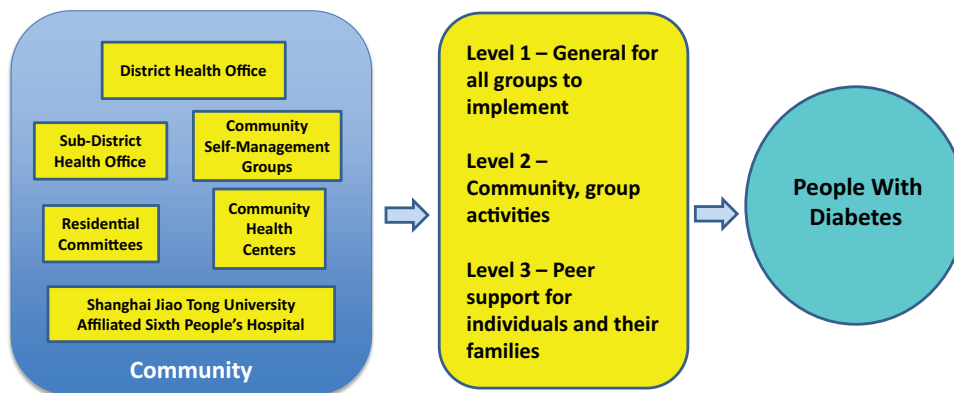 District Health Office
Sub-District
Health Office
Community
Self-Management
Groups
Residential
Committees
Community
Health
Centers
Shanghai Jiao Tong University
Affiliated Sixth People’s Hospital
Community
Level 1 – General for
all groups to
implement
Level 2 –
Community, group
activities
Level 3 – Peer
support for
individuals and their
families
People With
Diabetes